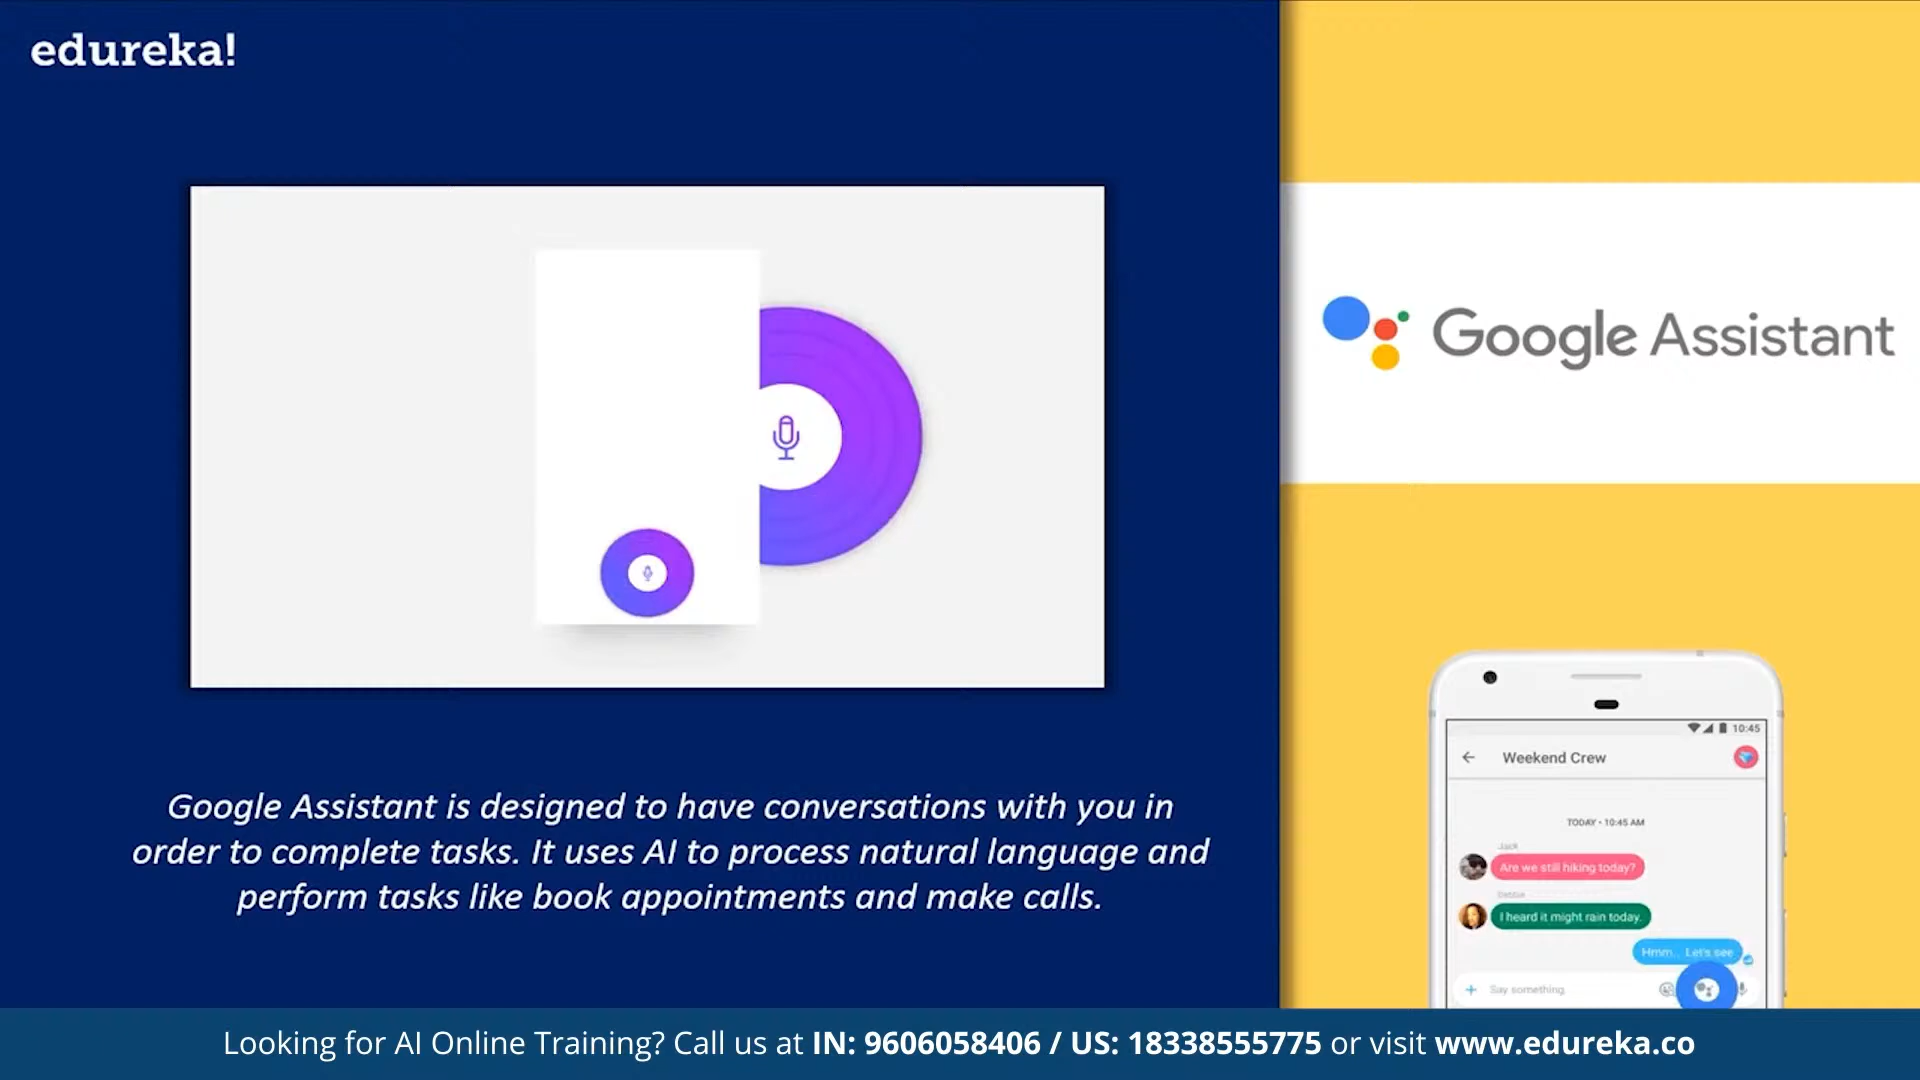 edureka!
Google Assistant
Google Assistant is designed to have conversations with you in
order to complete tasks. It uses AI to process natural language and
perform tasks like book appointments and make calls.
10:45
Weekend Crew
TODAY • 10:45 AM
Jack
Are we still hiking today?
Debbie
I heard it might rain today.
Hmm.. Let's see
Say something
Looking for AI Online Training? Call us at IN: 9606058406 / US: 18338555775 or visit www.edureka.co